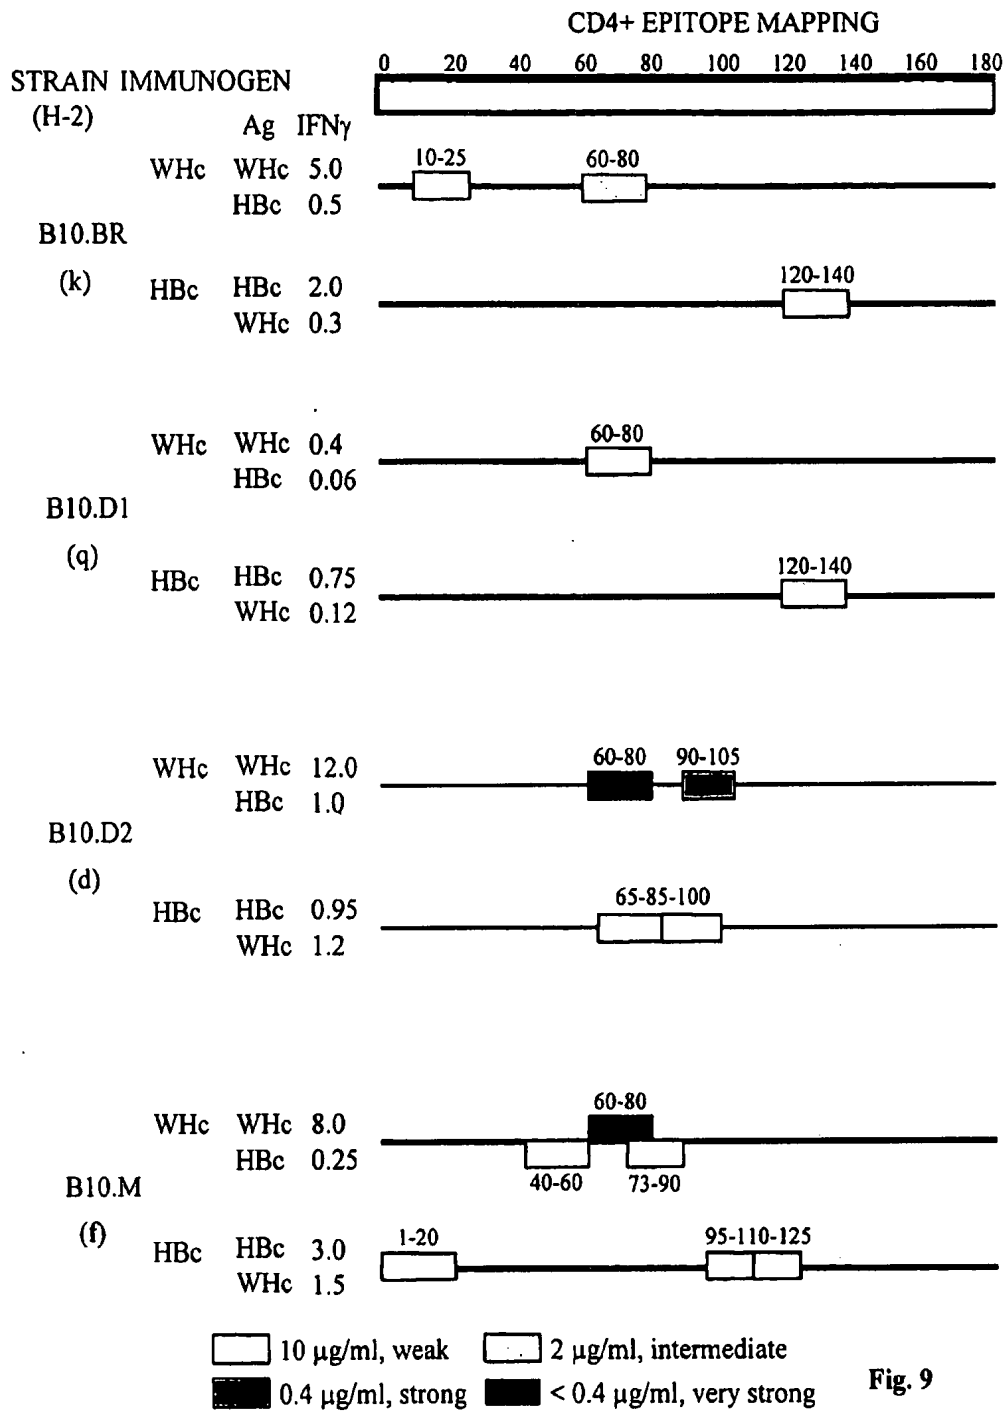 CD4+ EPITOPE MAPPING
0 20 40 60 80 100 120 140 160 180
STRAIN IMMUNOGEN
(H-2)
Ag IFNγ
10-25 60-80
WHc WHc 5.0
HBc 0.5
B10.BR
(k)
120-140
HBc HBc 2.0
WHc 0.3
60-80
WHc WHc 0.4
HBc 0.06
B10.D1
(q)
120-140
HBc HBc 0.75
WHc 0.12
60-80 90-105
WHc WHc 12.0
HBc 1.0
B10.D2
(d)
65-85-100
HBc HBc 0.95
WHc 1.2
60-80
WHc WHc 8.0
HBc 0.25
40-60 73-90
B10.M
(f)
1-20 95-110-125
HBc HBc 3.0
WHc 1.5
10 μg/ml, weak 2 μg/ml, intermediate
0.4 μg/ml, strong < 0.4 μg/ml, very strong
Fig. 9